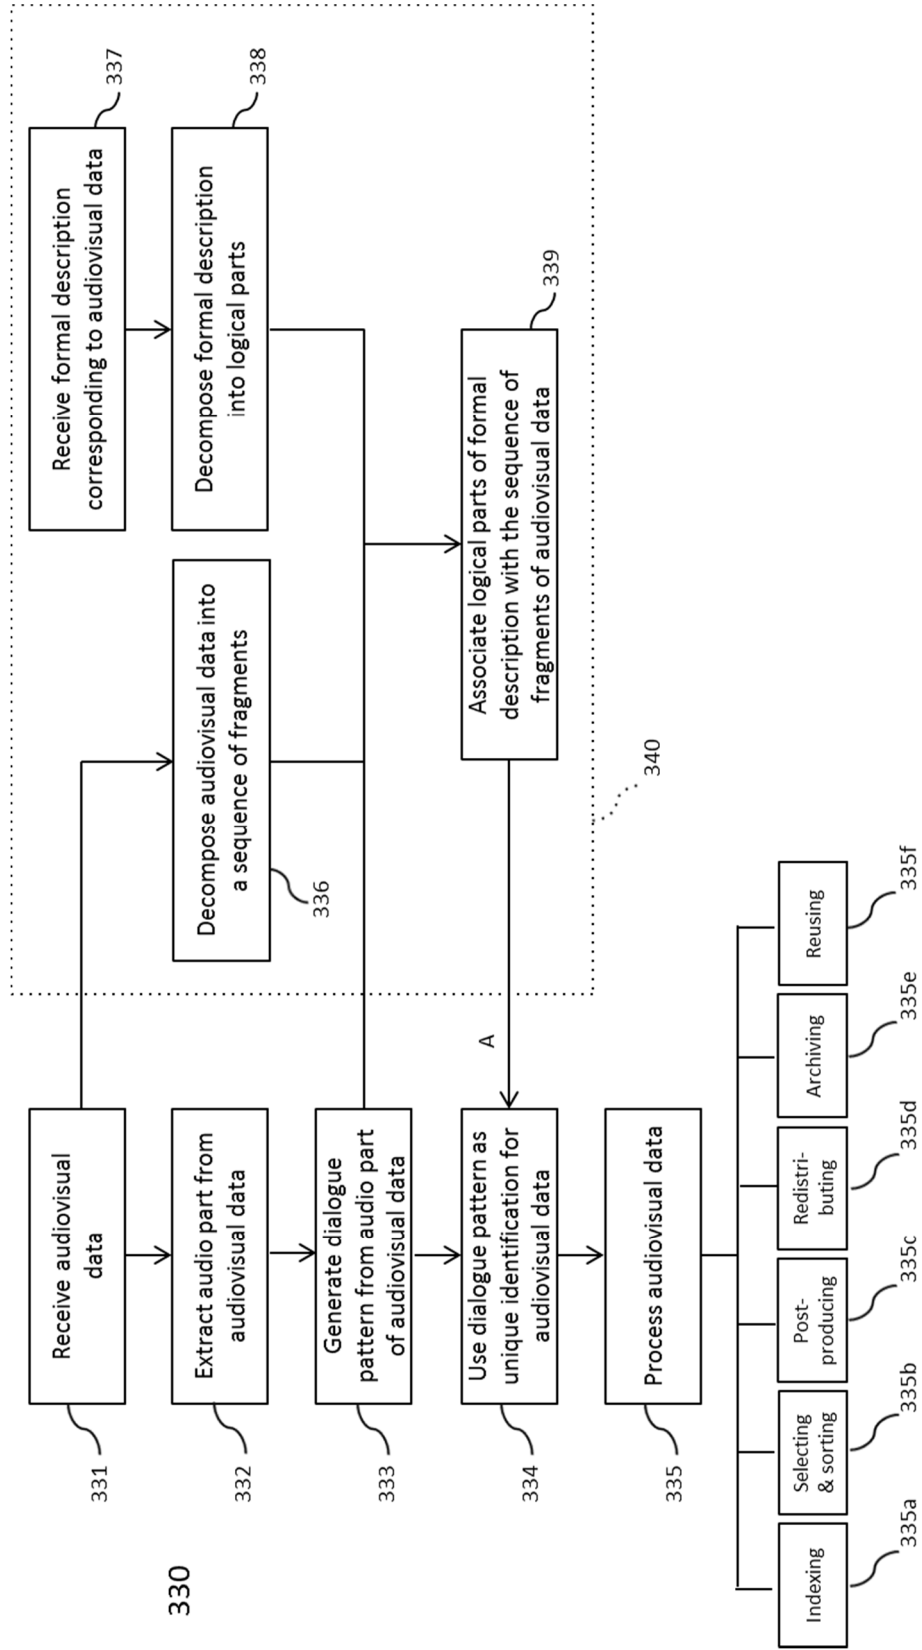 330
331
Receive audiovisual
data
332
Extract audio part from
audiovisual data
333
Generate dialogue
pattern from audio part
of audiovisual data
334
Use dialogue pattern as
unique identification for
audiovisual data
335
Process audiovisual data
Decompose audiovisual data into
a sequence of fragments
336
Receive formal description
corresponding to audiovisual data
337
Decompose formal description
into logical parts
338
Associate logical parts of formal
description with the sequence of
fragments of audiovisual data
339
A
340
Indexing
335a
Selecting
& sorting
335b
Post-
producing
335c
Redistri-
buting
335d
Archiving
335e
Reusing
335f